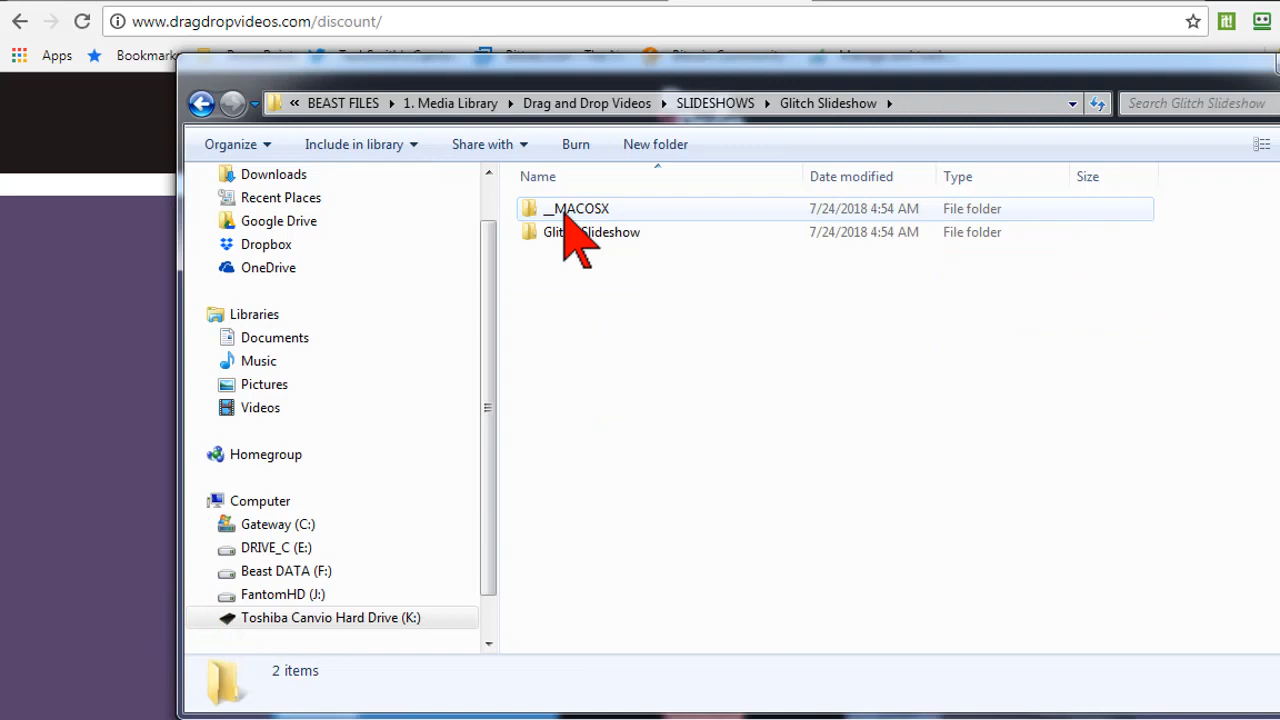 www.dragdropvideos.com/discount/
it!
Apps Bookmark
« BEAST FILES 1. Media Library Drag and Drop Videos SLIDESHOWS Glitch Slideshow Search Glitch Slideshow
Organize Include in library Share with Burn New folder
Name Date modified Type Size
Downloads
Recent Places
Google Drive
Dropbox
OneDrive
Libraries
Documents
Music
Pictures
Videos
Homegroup
Computer
Gateway (C:)
DRIVE_C (E:)
Beast DATA (F:)
FantomHD (J:)
Toshiba Canvio Hard Drive (K:)
__MACOSX 7/24/2018 4:54 AM File folder
Glitch Slideshow 7/24/2018 4:54 AM File folder
2 items